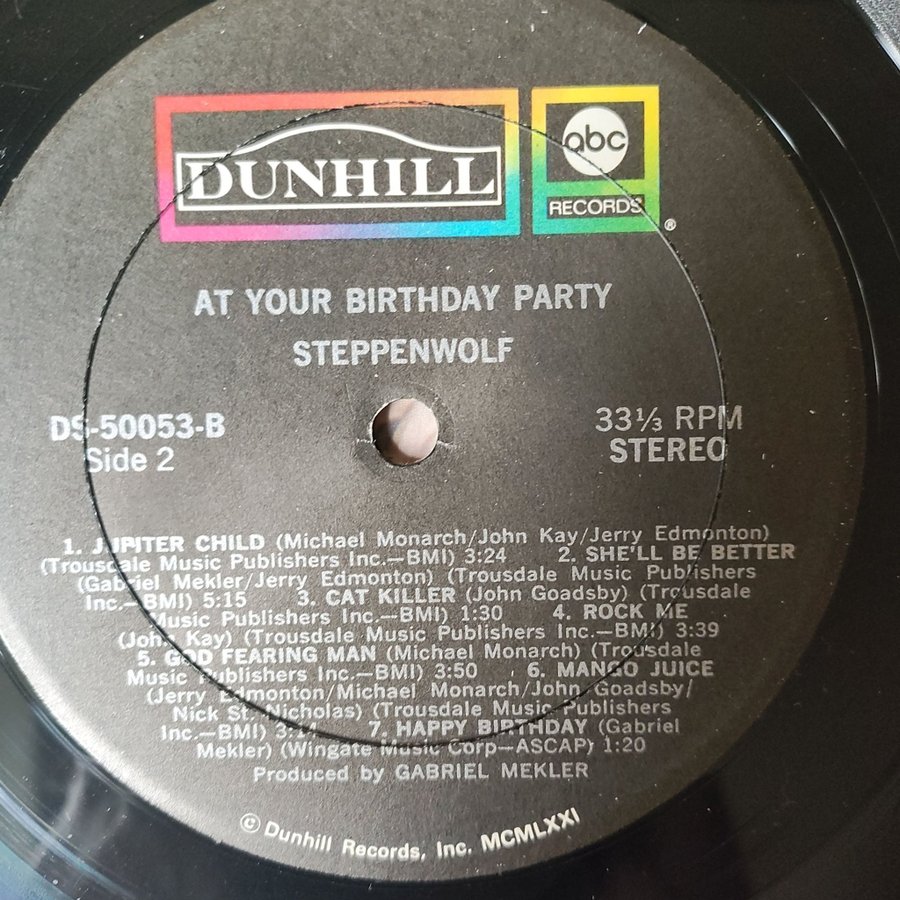 DUNHILL
abc
RECORDS
®
AT YOUR BIRTHDAY PARTY
STEPPENWOLF
DS-50053-B
Side 2
33⅓ RPM
STEREO
1. JUPITER CHILD (Michael Monarch/John Kay/Jerry Edmonton)
(Trousdale Music Publishers Inc.—BMI) 3:24 2. SHE'LL BE BETTER
(Gabriel Mekler/Jerry Edmonton) (Trousdale Music Publishers
Inc.—BMI) 5:15 3. CAT KILLER (John Goadsby) (Trousdale
Music Publishers Inc.—BMI) 1:30 4. ROCK ME
(John Kay) (Trousdale Music Publishers Inc.—BMI) 3:39
5. GOD FEARING MAN (Michael Monarch) (Trousdale
Music Publishers Inc.—BMI) 3:50 6. MANGO JUICE
(Jerry Edmonton/Michael Monarch/John Goadsby/
Nick St. Nicholas) (Trousdale Music Publishers
Inc.—BMI) 7. HAPPY BIRTHDAY (Gabriel
Mekler) (Wingate Music Corp—ASCAP) 1:20
Produced by GABRIEL MEKLER
© Dunhill Records, Inc. MCMLXXI